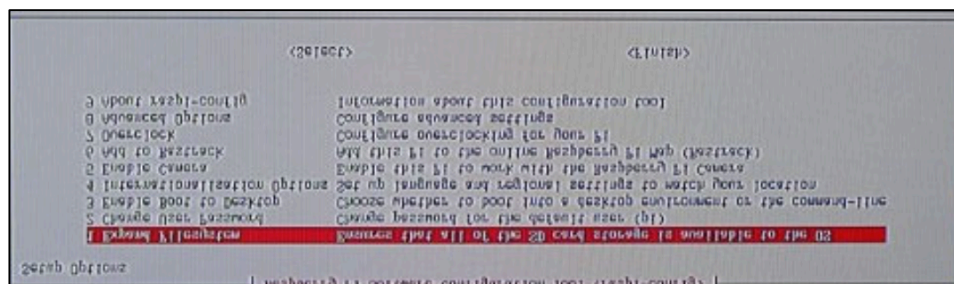 Raspberry Pi Software Configuration Tool (raspi-config)
Setup Options
1 Expand Filesystem Ensures that all of the SD card storage is available to the OS
2 Change User Password Change password for the default user (pi)
3 Enable Boot to Desktop Choose whether to boot into a desktop environment or the command-line
4 Internationalisation Options Set up language and regional settings to match your location
5 Enable Camera Enable this Pi to work with the Raspberry Pi Camera
6 Add to Rastrack Add this Pi to the online Raspberry Pi Map (Rastrack)
7 Overclock Configure overclocking for your Pi
8 Advanced Options Configure advanced settings
9 About raspi-config Information about this configuration tool
<Select> <Finish>